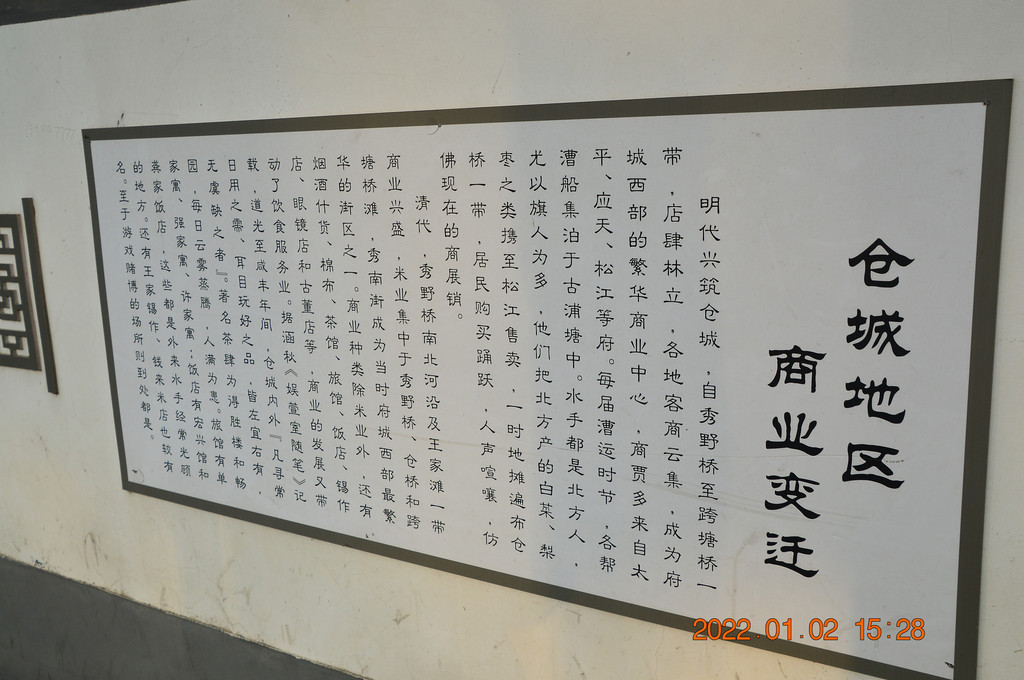 仓城地区
商业变迁
明代兴筑仓城，自秀野桥至跨塘桥一
带，店肆林立，各地客商云集，成为府
城西部的繁华商业中心，商贾多来自太
平、应天、松江等府。每届漕运时节，各帮
漕船集泊于古浦塘中。水手都是北方人，
尤以旗人为多，他们把北方产的白萸、梨
枣之类携至松江售卖，一时地摊遍布仓
桥一带，居民购买踊跃，人声喧嚷，仿
佛现在的商展销。
清代，秀野桥南北河沿及王家滩一带
商业兴盛，米业集中于秀野桥、仓桥和跨
塘桥滩，秀南街成为当时府城西部最繁
华的街区之一。商业种类除米业外，还有
烟酒什货、棉布、茶馆、旅馆、饭店、锡作
店、眼镜店和古董店等，商业的发展又带
动了饮食服务业。据涵秋《娱萱室随笔》记
载，道光至咸丰年间，仓城内外『凡寻常
日用之需、耳目玩好之品，皆左宜右有，
无虞缺之者』。著名茶肆为得胜楼和畅
园，每日云雾蒸腾，人满为患。旅馆有单
家寓、强家寓、许家寓；饭店有宏兴馆和
龚家饭店，这些都是外来水手经常光顾
的地方。还有王家锡作、钱来米店也较有
名。至于游戏赌博的场所则到处都是。
2022.01.02 15:28